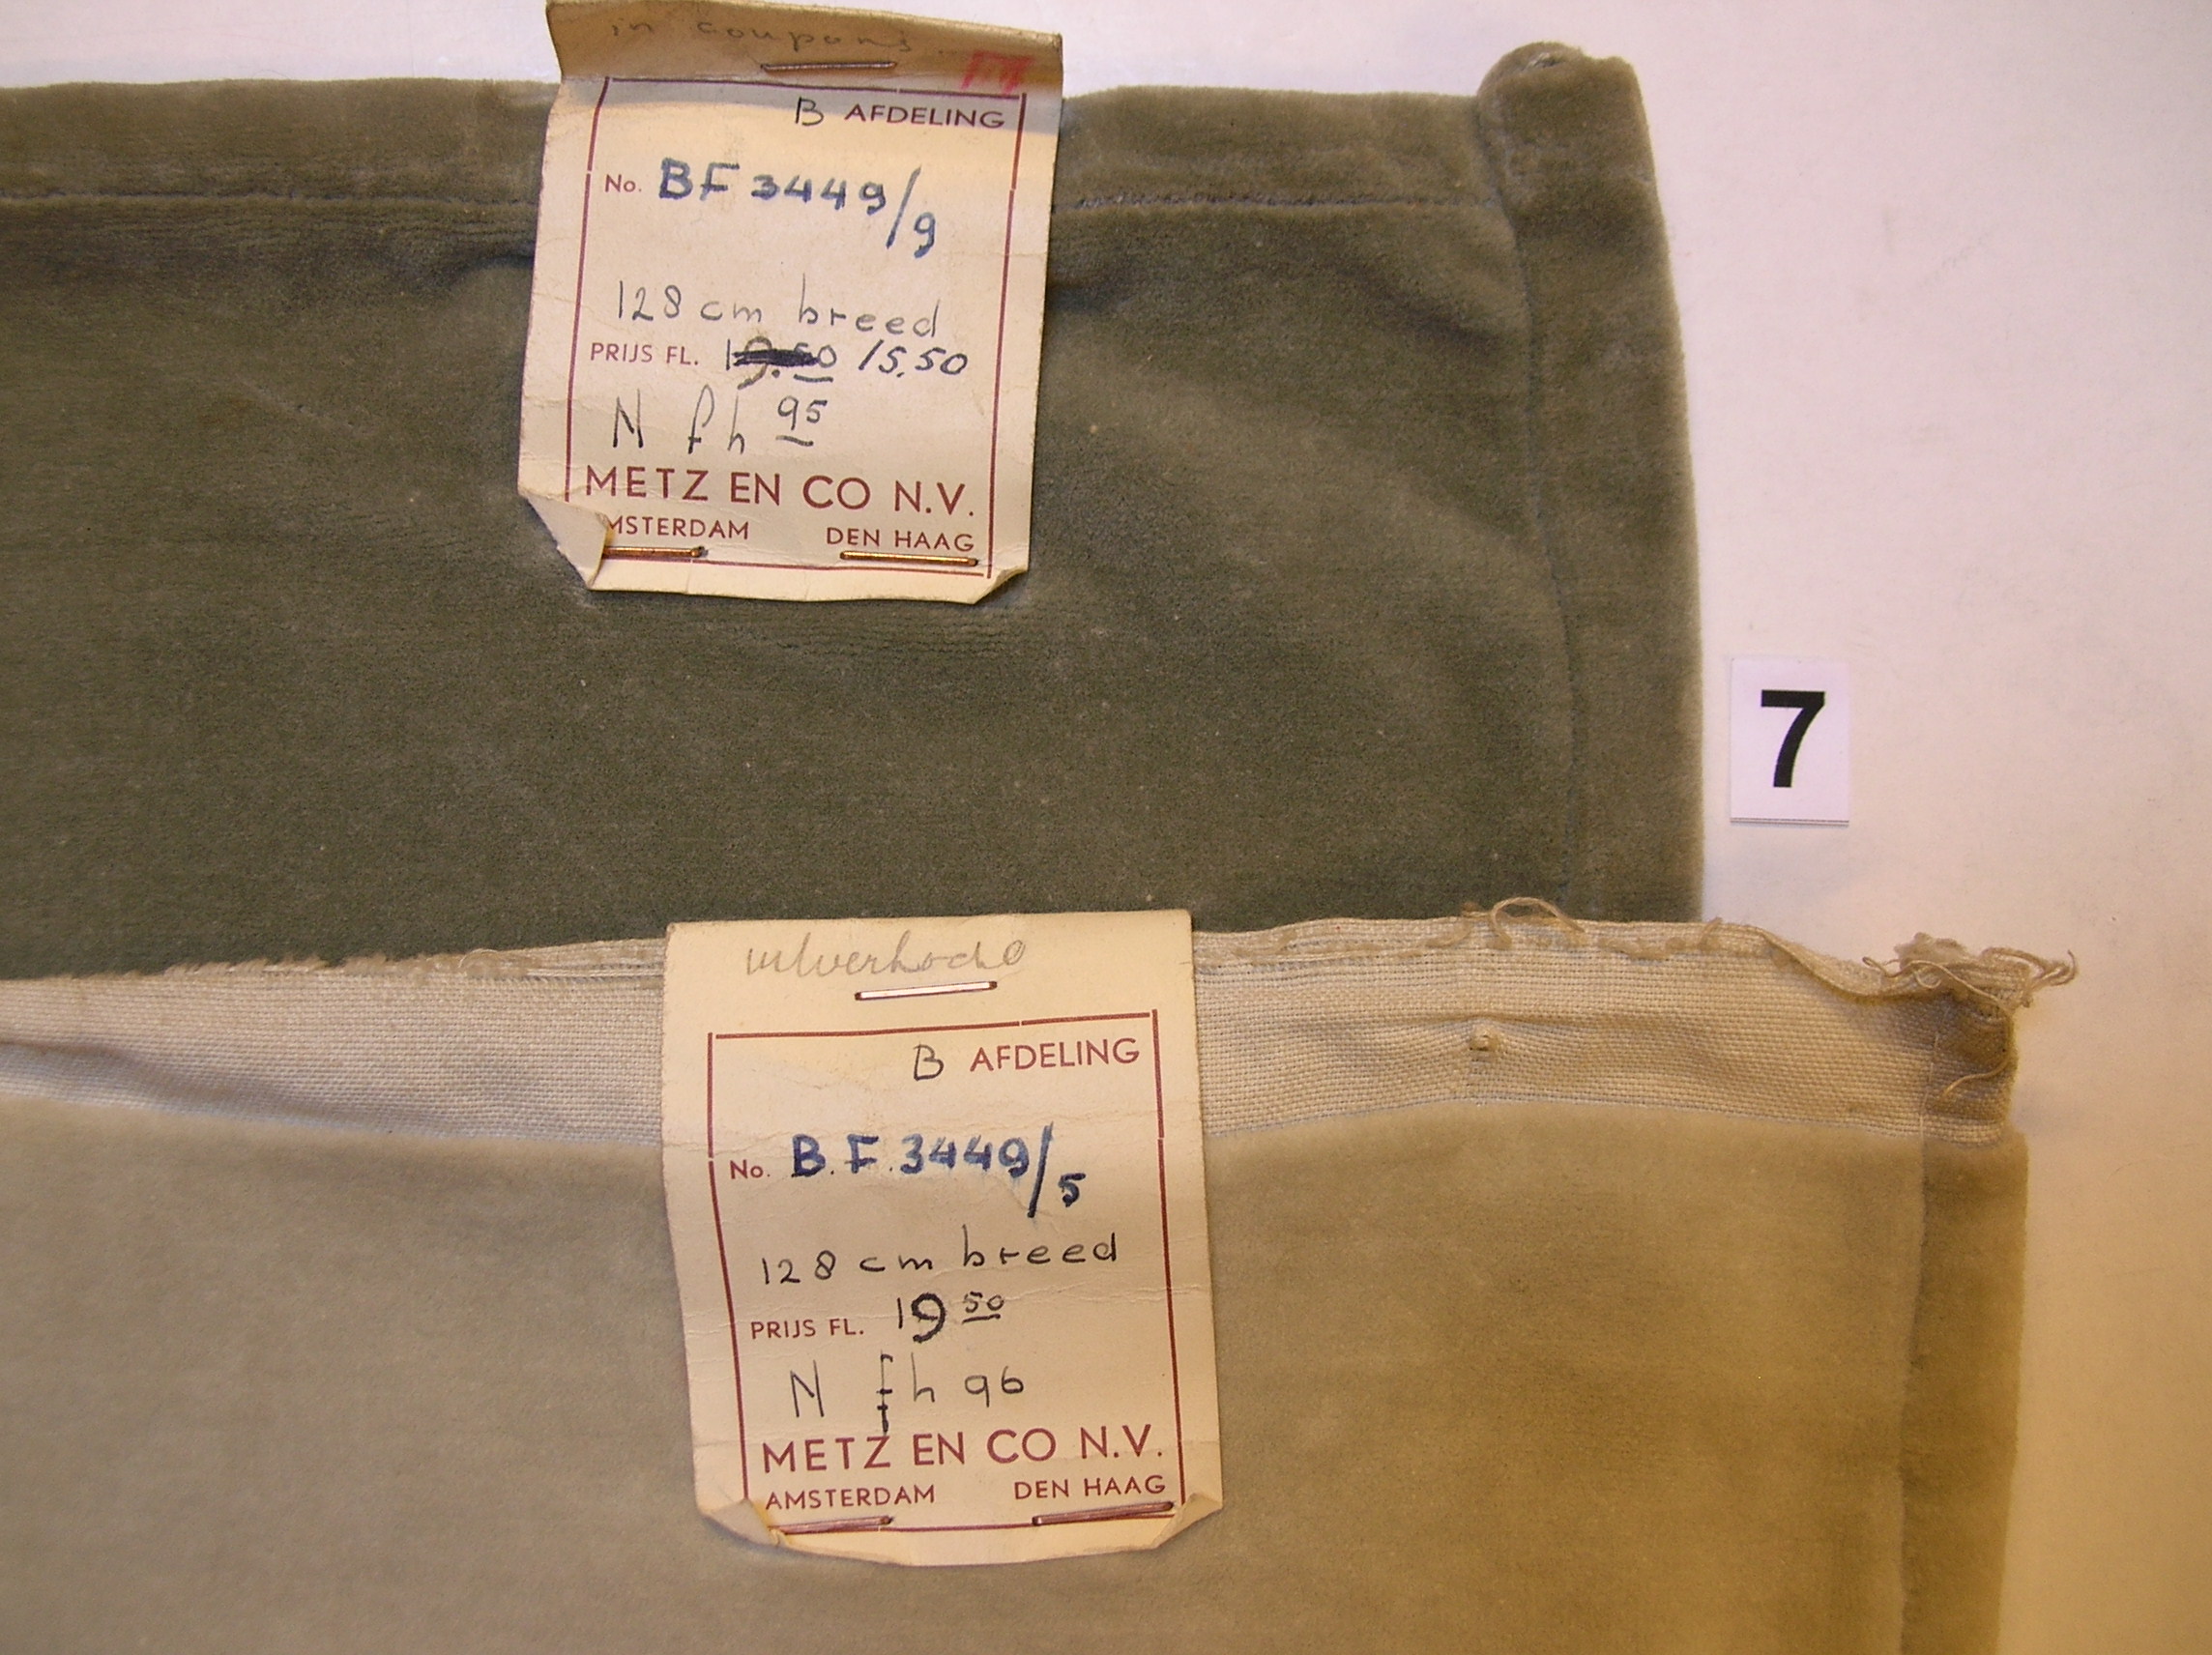 in coupons
B AFDELING
No. BF 3449/9
128 cm breed
PRIJS FL. 19.50 15.50
N fh 95
METZ EN CO N.V.
MSTERDAM DEN HAAG
7
B AFDELING
No. B.F. 3449/5
128 cm breed
PRIJS FL. 19 50
N fh 96
METZ EN CO N.V.
AMSTERDAM DEN HAAG